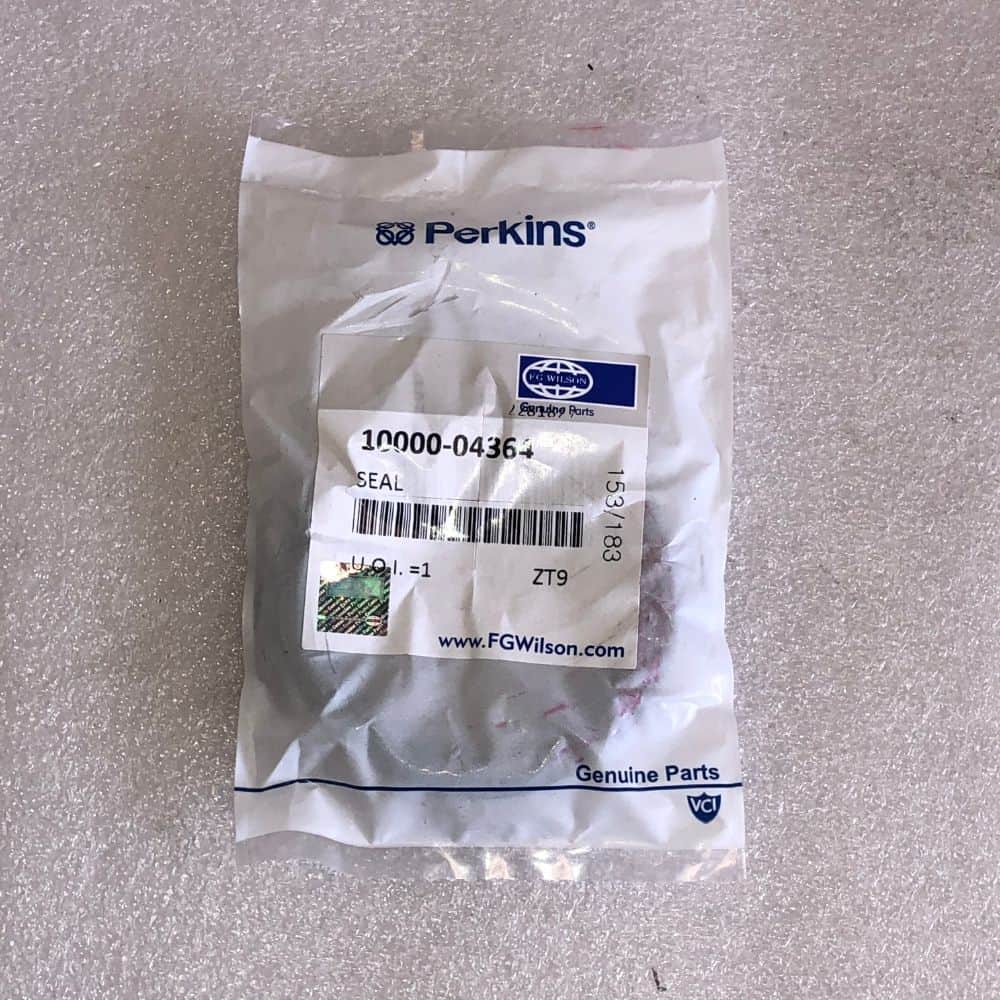 Perkins®
FG WILSON
Genuine Parts
10000-04364
SEAL
153/183
U.O.I. =1
ZT9
www.FGWilson.com
Genuine Parts
VCI